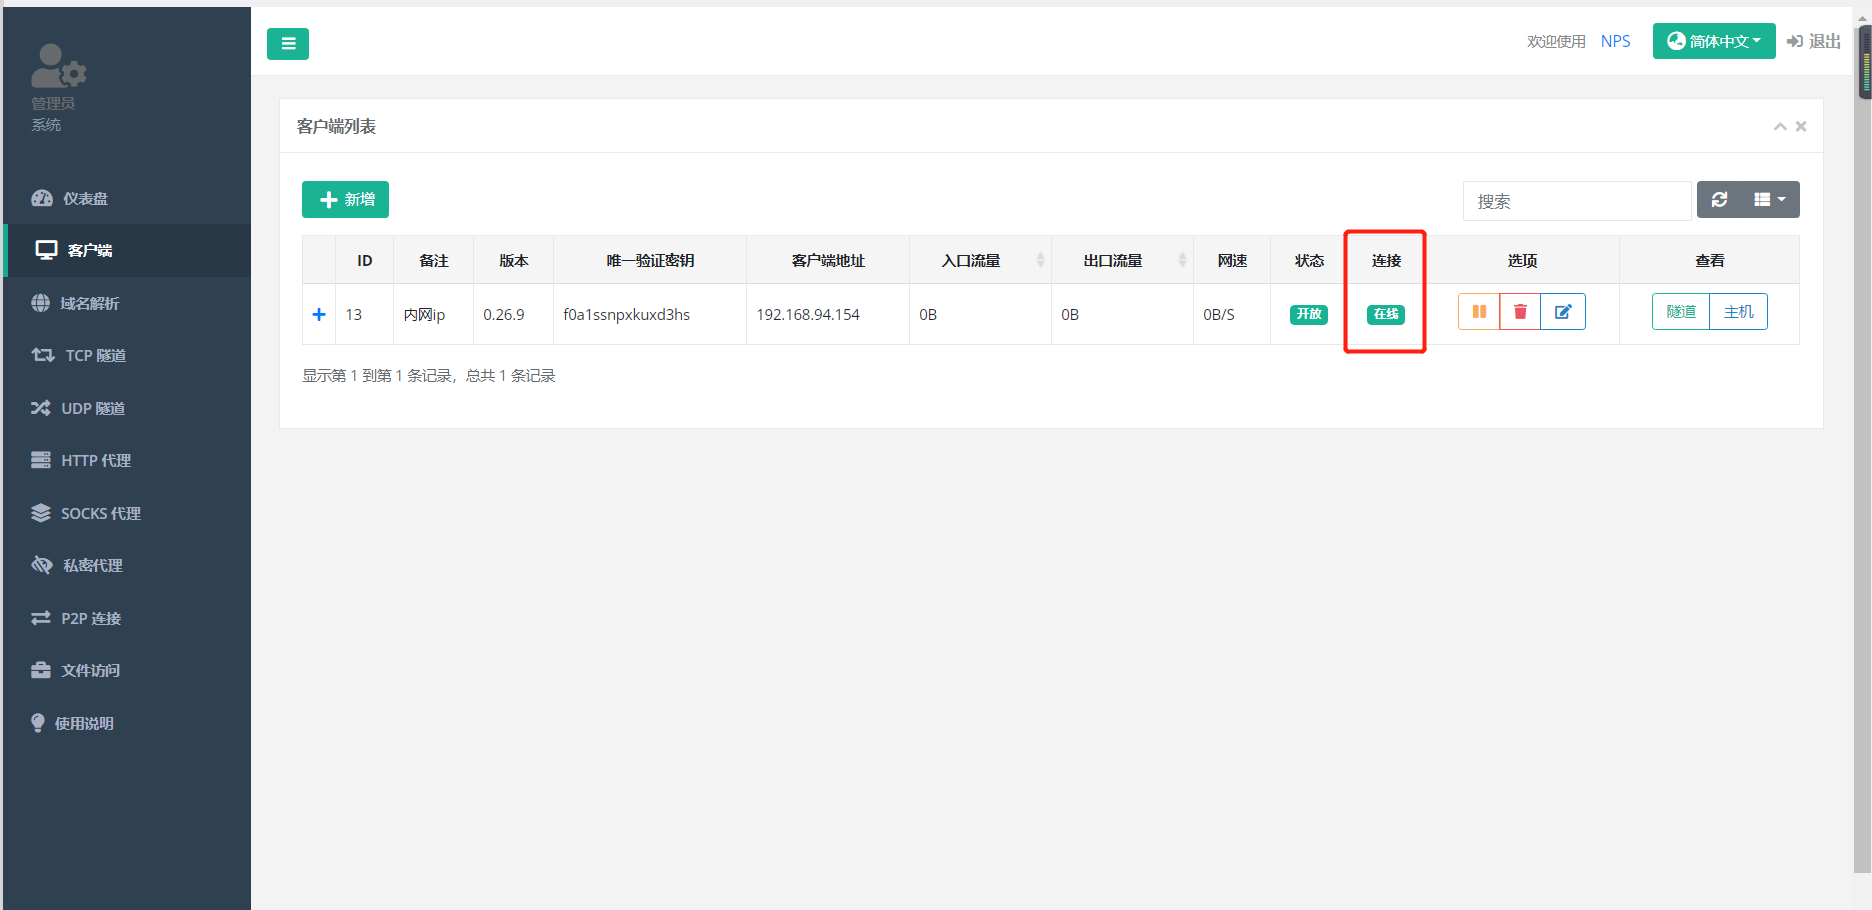 管理员
系统
仪表盘
客户端
域名解析
TCP 隧道
UDP 隧道
HTTP 代理
SOCKS 代理
私密代理
P2P 连接
文件访问
使用说明
欢迎使用 NPS 简体中文 退出
客户端列表
新增 搜索
ID 备注 版本 唯一验证密钥 客户端地址 入口流量 出口流量 网速 状态 连接 选项 查看
13 内网ip 0.26.9 f0a1ssnpxkuxd3hs 192.168.94.154 0B 0B 0B/S 开放 在线 隧道 主机
显示第 1 到第 1 条记录，总共 1 条记录